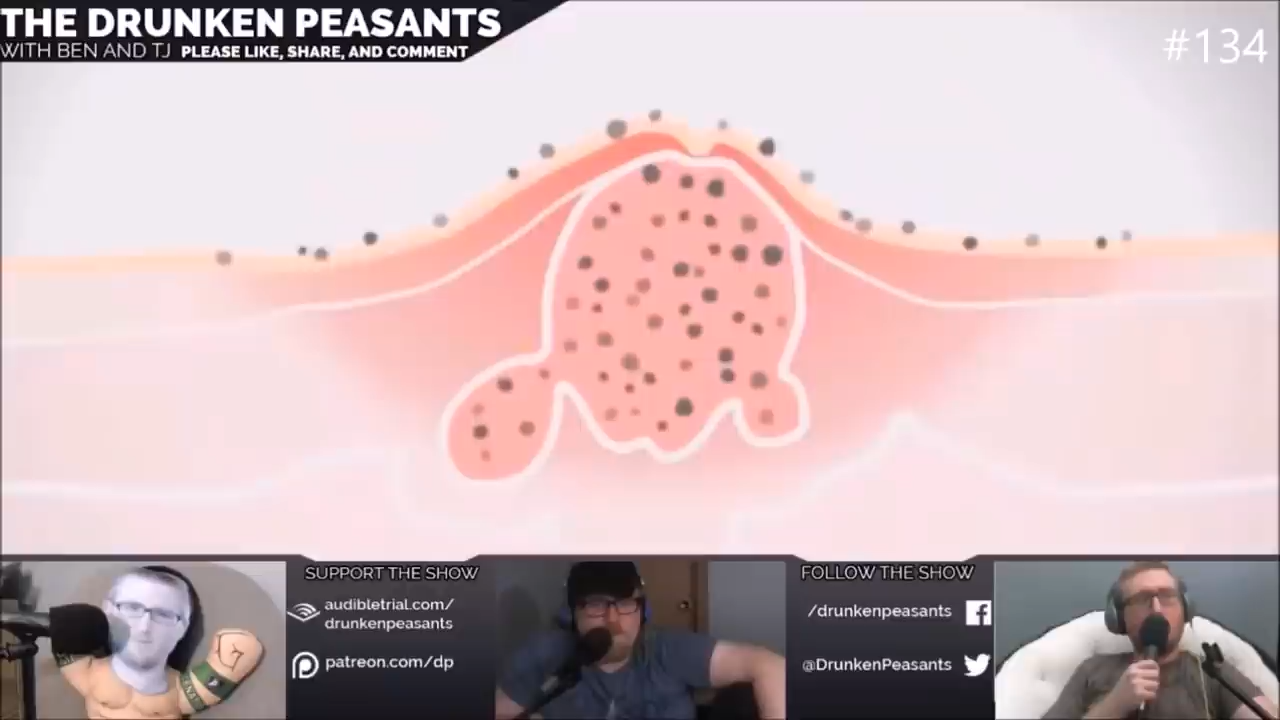 THE DRUNKEN PEASANTS
WITH BEN AND TJ PLEASE LIKE, SHARE, AND COMMENT
#134
SUPPORT THE SHOW
audibletrial.com/
drunkenpeasants
patreon.com/dp
FOLLOW THE SHOW
/drunkenpeasants
@DrunkenPeasants